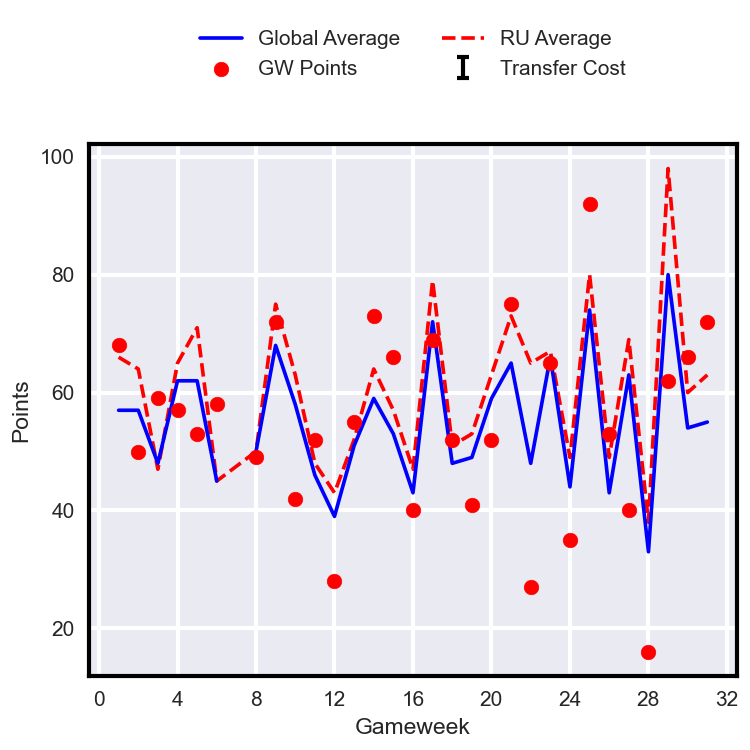 Global Average
RU Average
GW Points
Transfer Cost
100
80
60
40
20
Points
0 4 8 12 16 20 24 28 32
Gameweek